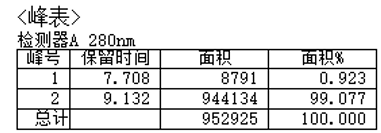 <峰表>
检测器A 280nm
峰号 保留时间 面积 面积%
1 7.708 8791 0.923
2 9.132 944134 99.077
总计 952925 100.000